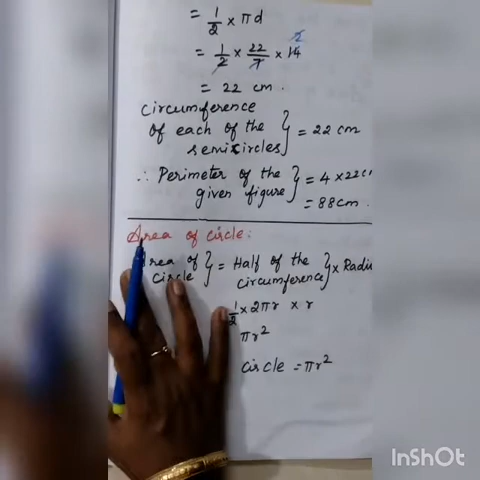 = 1/2 × πd
= 1/2 × 22/7 × 14 2
= 22 cm.
Circumference of each of the semicircles } = 22 cm
∴ Perimeter of the given figure } = 4 × 22
= 88cm.
Area of circle:
Area of circle } = Half of the circumference } × Radiu
1/2 × 2πr × r
πr²
circle = πr²
InShOt